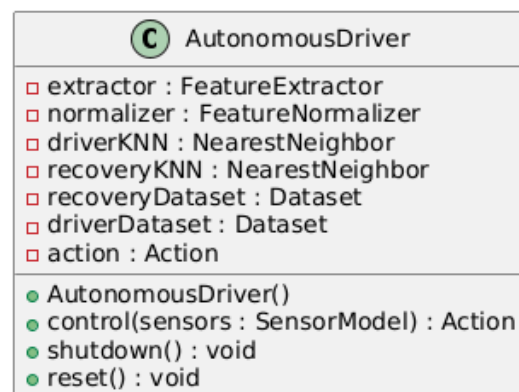 C AutonomousDriver
extractor : FeatureExtractor
normalizer : FeatureNormalizer
driverKNN : NearestNeighbor
recoveryKNN : NearestNeighbor
recoveryDataset : Dataset
driverDataset : Dataset
action : Action
AutonomousDriver()
control(sensors : SensorModel) : Action
shutdown() : void
reset() : void